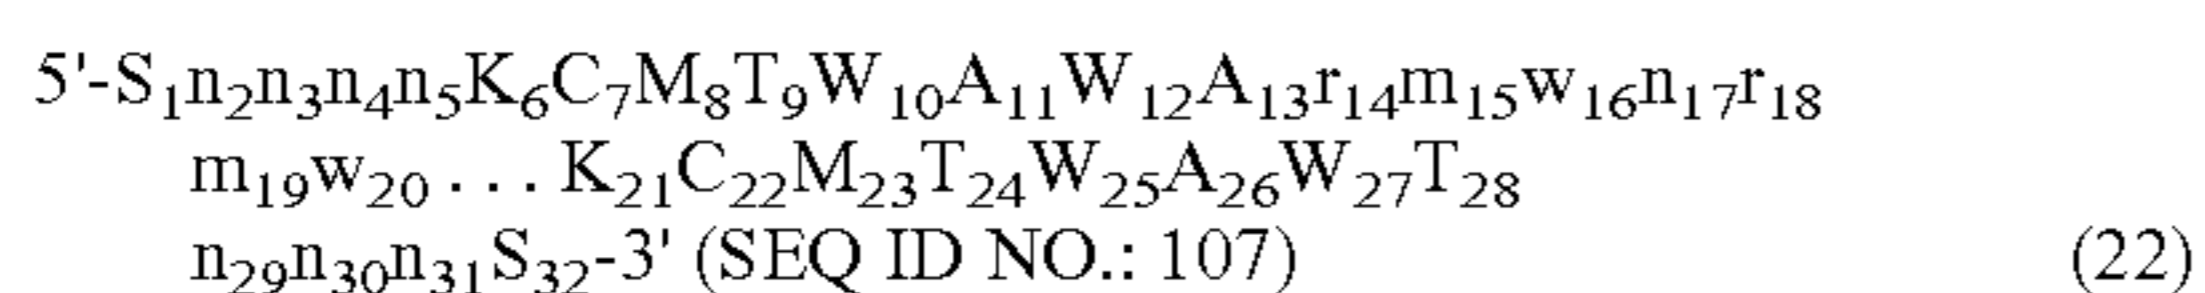 5'-S₁n₂n₃n₄n₅K₆C₇M₈T₉W₁₀A₁₁W₁₂A₁₃r₁₄m₁₅w₁₆n₁₇r₁₈
m₁₉w₂₀ . . . K₂₁C₂₂M₂₃T₂₄W₂₅A₂₆W₂₇T₂₈
n₂₉n₃₀n₃₁S₃₂-3' (SEQ ID NO.: 107) (22)